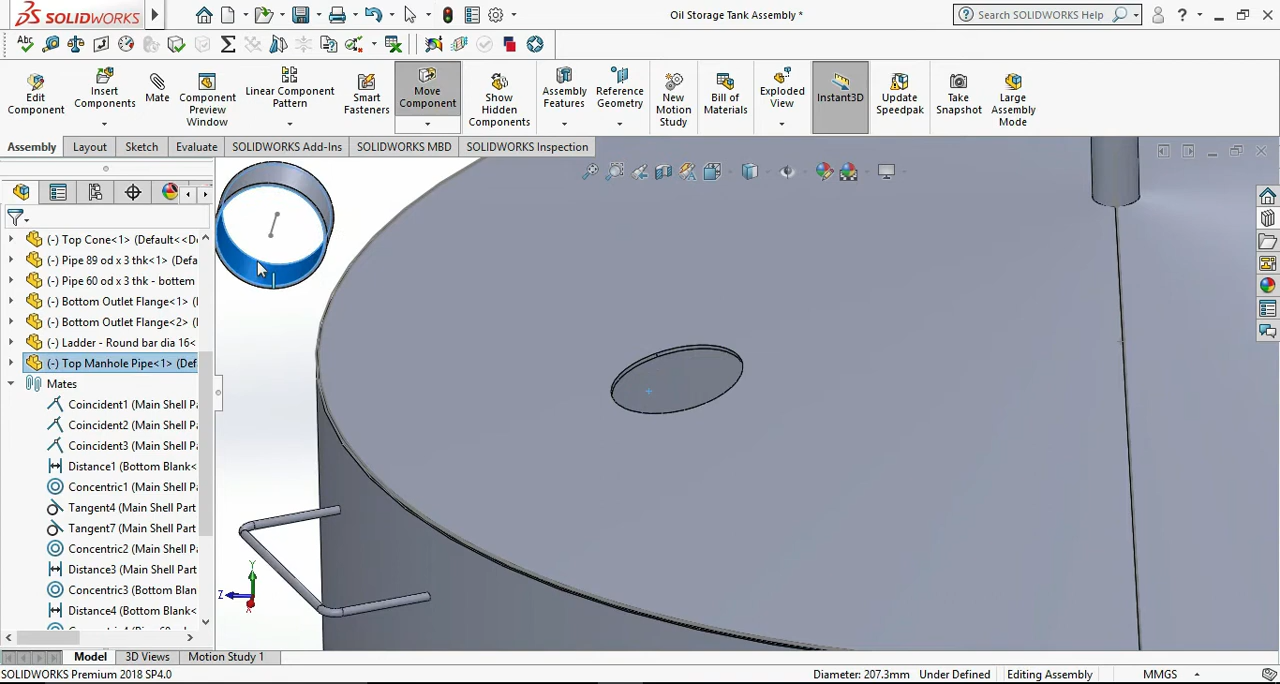 SOLIDWORKS
Oil Storage Tank Assembly *
Search SOLIDWORKS Help
?
Edit Component
Insert Components
Mate
Component Preview Window
Linear Component Pattern
Smart Fasteners
Move Component
Show Hidden Components
Assembly Features
Reference Geometry
New Motion Study
Bill of Materials
Exploded View
Instant3D
Update Speedpak
Take Snapshot
Large Assembly Mode
Assembly
Layout
Sketch
Evaluate
SOLIDWORKS Add-Ins
SOLIDWORKS MBD
SOLIDWORKS Inspection
(-) Top Cone<1> (Default<<D
(-) Pipe 89 od x 3 thk<1> (Def
(-) Pipe 60 od x 3 thk - bottem
(-) Bottom Outlet Flange<1> (
(-) Bottom Outlet Flange<2> (
(-) Ladder - Round bar dia 16<
(-) Top Manhole Pipe<1> (Def
Mates
Coincident1 (Main Shell P
Coincident2 (Main Shell P
Coincident3 (Main Shell P
Distance1 (Bottom Blank<
Concentric1 (Main Shell P
Tangent4 (Main Shell Part
Tangent7 (Main Shell Part
Concentric2 (Main Shell P
Distance3 (Main Shell Part
Concentric3 (Bottom Blan
Distance4 (Bottom Blank<
Y
Z
X
Model
3D Views
Motion Study 1
SOLIDWORKS Premium 2018 SP4.0
Diameter: 207.3mm
Under Defined
Editing Assembly
MMGS